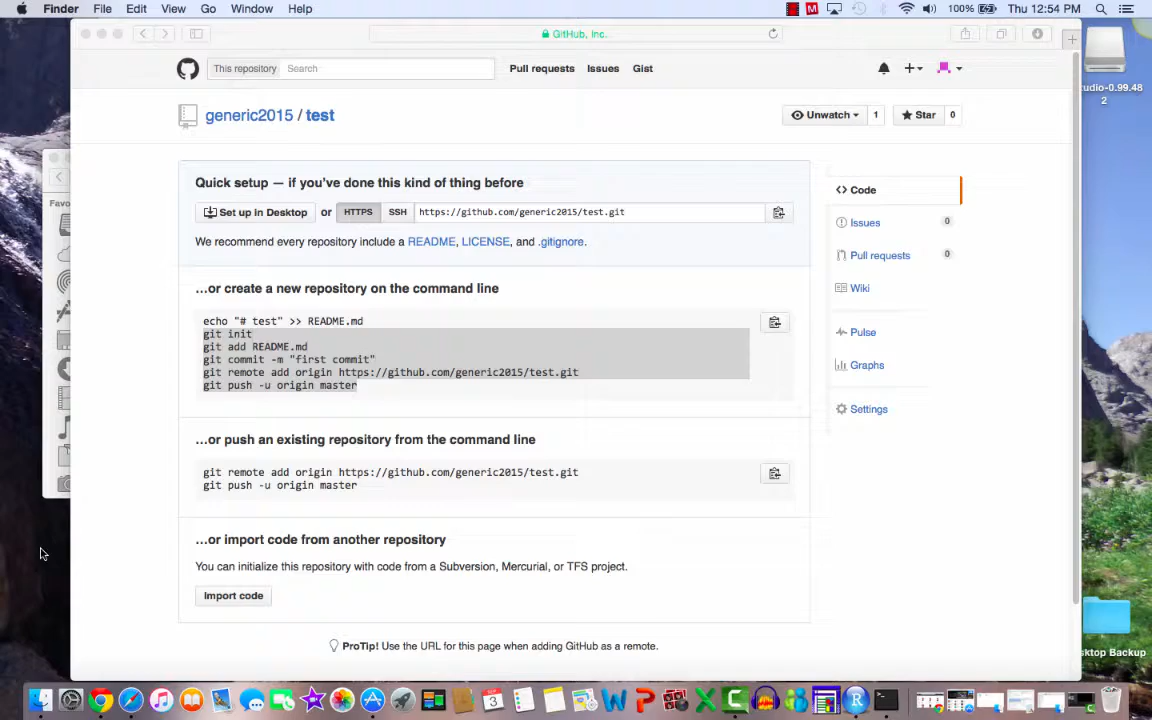 Finder File Edit View Go Window Help
100% Thu 12:54 PM
GitHub, Inc.
This repository Search Pull requests Issues Gist
generic2015 / test
Unwatch 1 Star 0
Quick setup — if you've done this kind of thing before
Set up in Desktop or HTTPS SSH https://github.com/generic2015/test.git
We recommend every repository include a README, LICENSE, and .gitignore.
…or create a new repository on the command line
echo "# test" >> README.md
git init
git add README.md
git commit -m "first commit"
git remote add origin https://github.com/generic2015/test.git
git push -u origin master
…or push an existing repository from the command line
git remote add origin https://github.com/generic2015/test.git
git push -u origin master
…or import code from another repository
You can initialize this repository with code from a Subversion, Mercurial, or TFS project.
Import code
ProTip! Use the URL for this page when adding GitHub as a remote.
Code
Issues 0
Pull requests 0
Wiki
Pulse
Graphs
Settings
Favo
tudio-0.99.48
2
sktop Backup